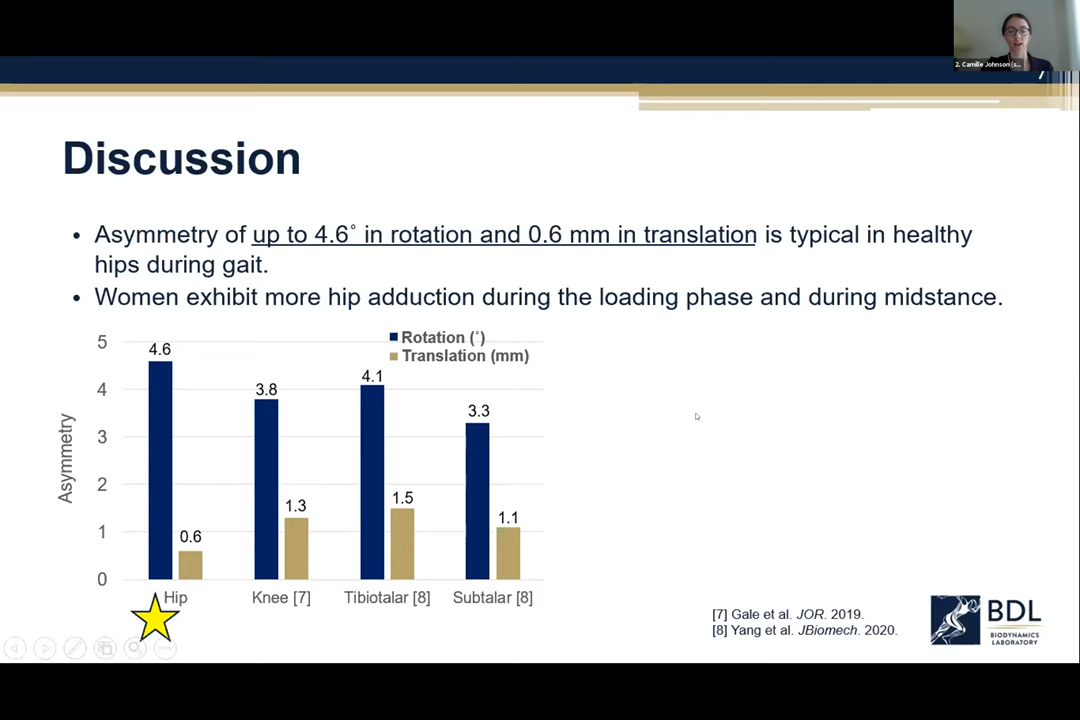 2. Camille Johnson (s...
7
Discussion
• Asymmetry of up to 4.6˚ in rotation and 0.6 mm in translation is typical in healthy
hips during gait.
• Women exhibit more hip adduction during the loading phase and during midstance.
Rotation (˚)
Translation (mm)
Asymmetry
5
4
3
2
1
0
4.6
0.6
3.8
1.3
4.1
1.5
3.3
1.1
Hip
Knee [7]
Tibiotalar [8]
Subtalar [8]
[7] Gale et al. JOR. 2019.
[8] Yang et al. JBiomech. 2020.
BDL
BIODYNAMICS
LABORATORY